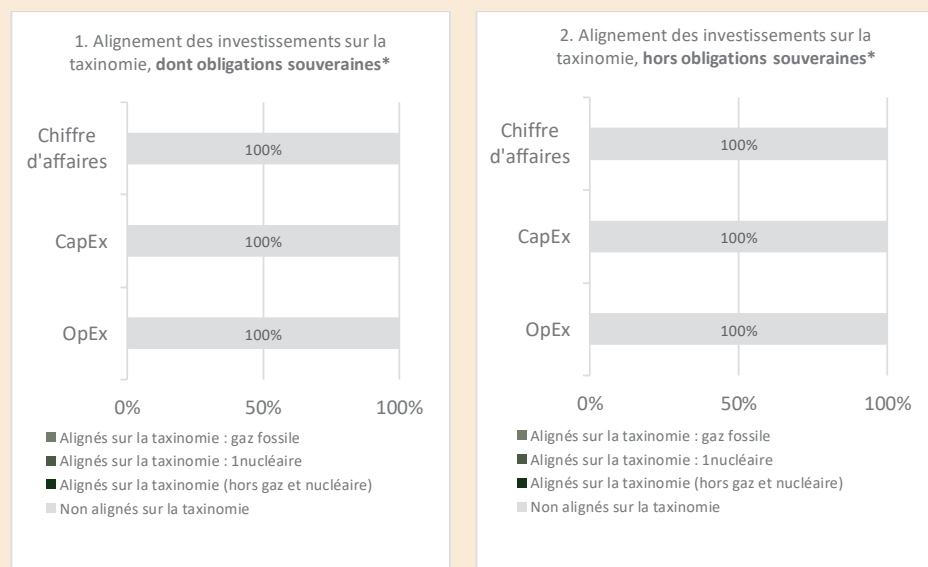 1. Alignement des investissements sur la
taxinomie, dont obligations souveraines*
Chiffre
d'affaires
100%
CapEx
100%
OpEx
100%
0%
50%
100%
Alignés sur la taxinomie : gaz fossile
Alignés sur la taxinomie : 1nucléaire
Alignés sur la taxinomie (hors gaz et nucléaire)
Non alignés sur la taxinomie
2. Alignement des investissements sur la
taxinomie, hors obligations souveraines*
Chiffre
d'affaires
100%
CapEx
100%
OpEx
100%
0%
50%
100%
Alignés sur la taxinomie : gaz fossile
Alignés sur la taxinomie : 1nucléaire
Alignés sur la taxinomie (hors gaz et nucléaire)
Non alignés sur la taxinomie